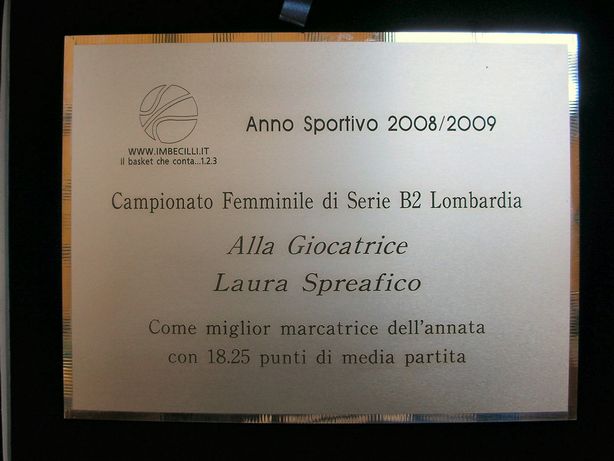 Anno Sportivo 2008/2009
WWW.IMBECILLI.IT
il basket che conta...1.2.3
Campionato Femminile di Serie B2 Lombardia
Alla Giocatrice
Laura Spreafico
Come miglior marcatrice dell'annata
con 18.25 punti di media partita